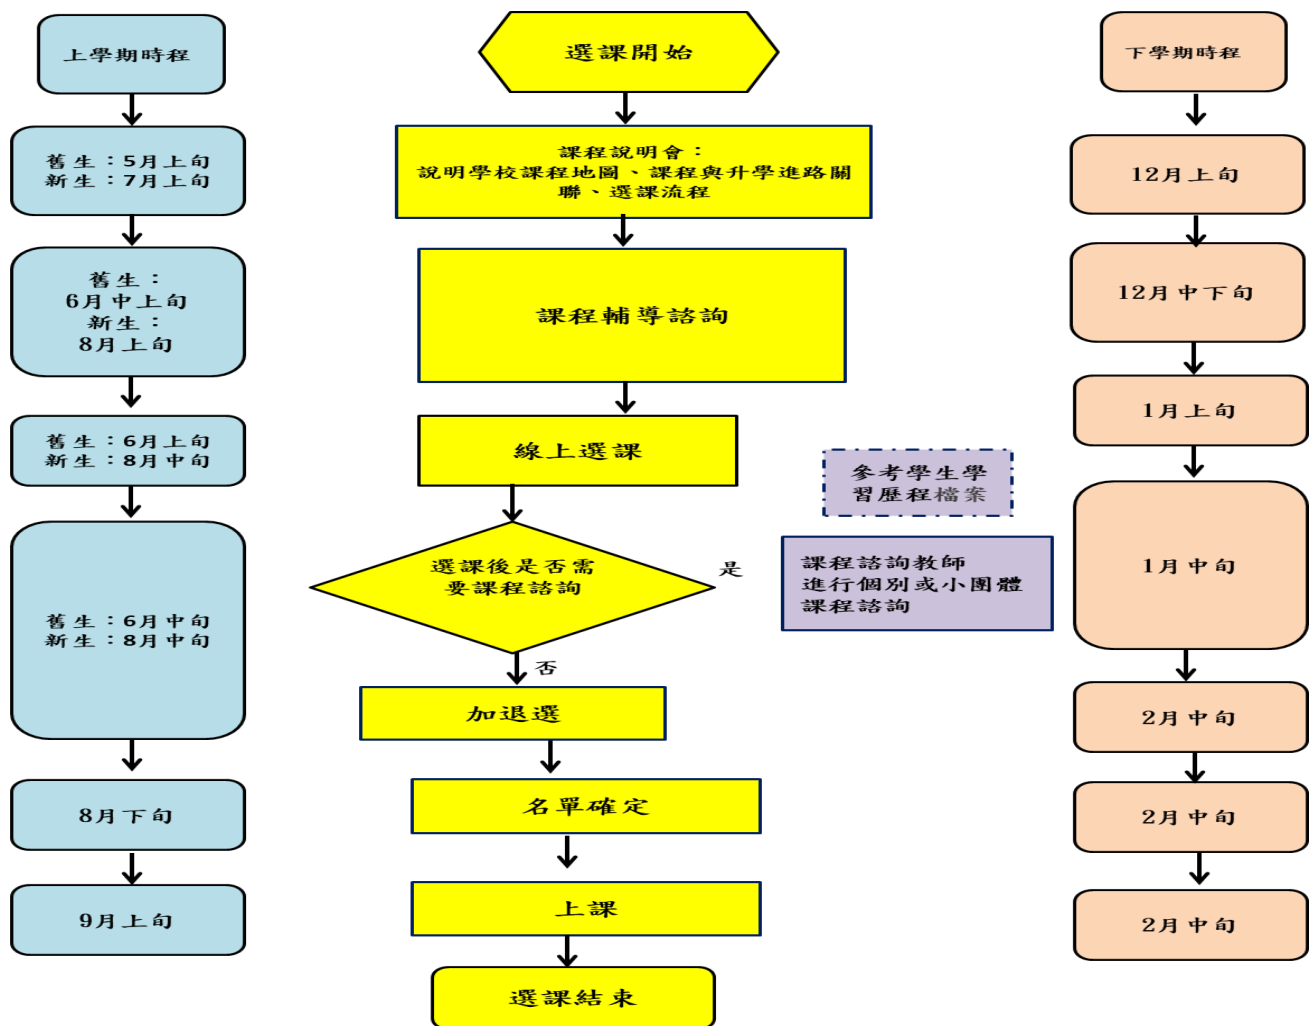 上學期時程
舊生：5月上旬
新生：7月上旬
舊生：
6月中上旬
新生：
8月上旬
舊生：6月上旬
新生：8月中旬
舊生：6月中旬
新生：8月中旬
8月下旬
9月上旬
選課開始
課程說明會：
說明學校課程地圖、課程與升學進路關
聯、選課流程
課程輔導諮詢
線上選課
選課後是否需
要課程諮詢
是
否
參考學生學
習歷程檔案
課程諮詢教師
進行個別或小團體
課程諮詢
加退選
名單確定
上課
選課結束
下學期時程
12月上旬
12月中下旬
1月上旬
1月中旬
2月中旬
2月中旬
2月中旬